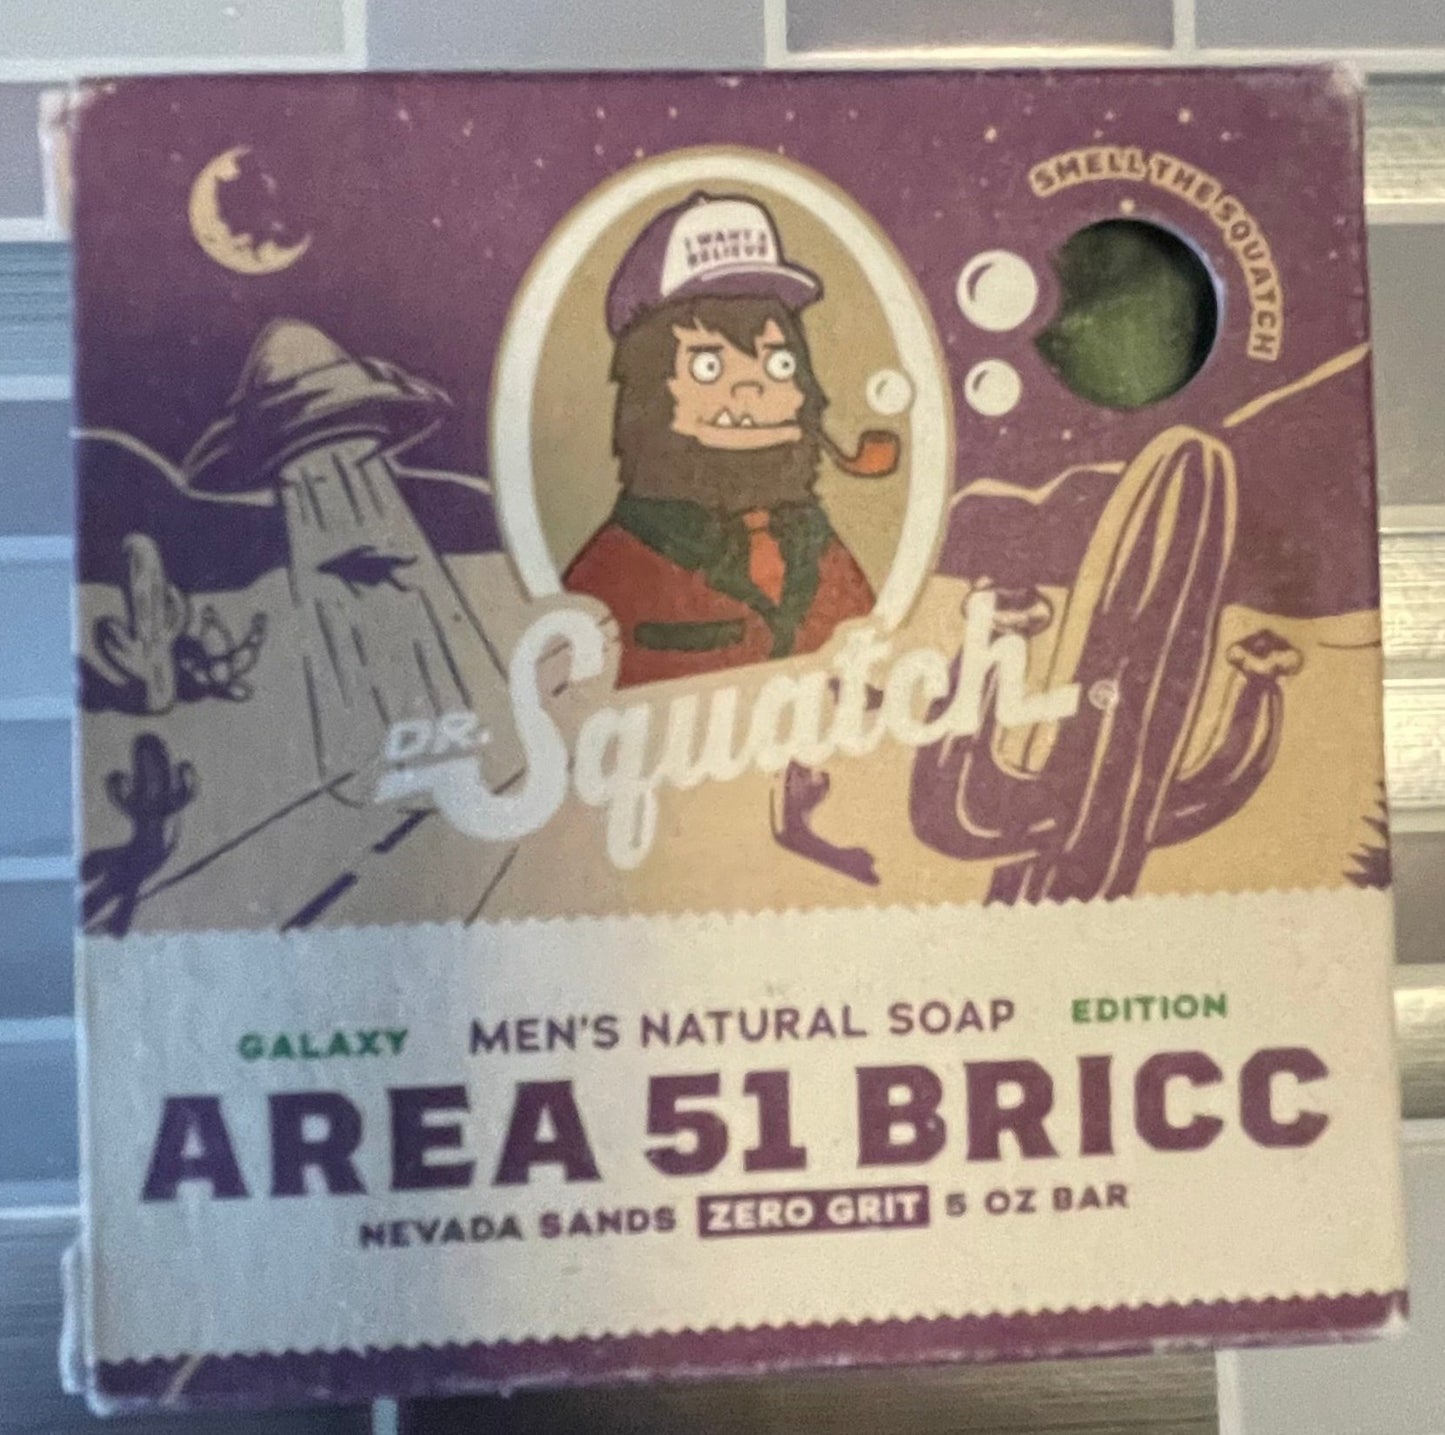 SMELL THE SQUATCH
I WANT 2
BELIEVE
DR. Squatch
GALAXY MEN'S NATURAL SOAP EDITION
AREA 51 BRICC
NEVADA SANDS ZERO GRIT 5 OZ BAR